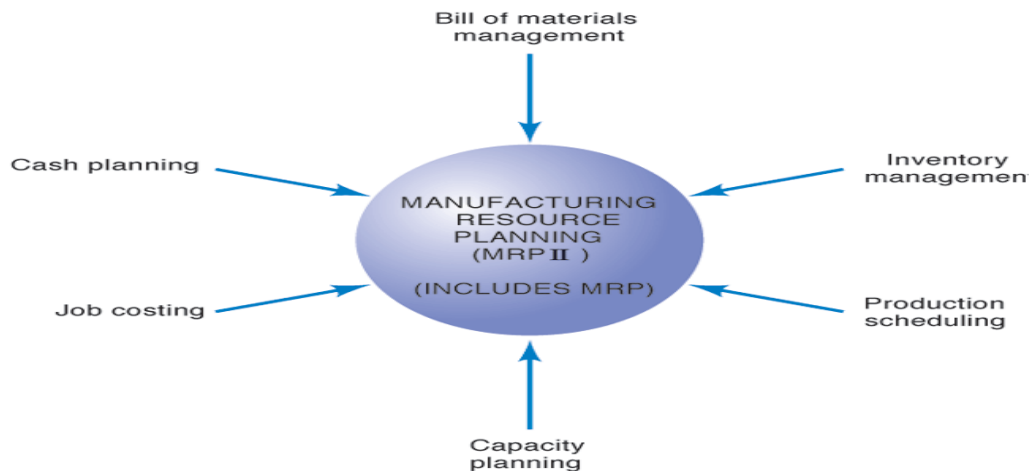 Bill of materials
management
Cash planning
Inventory
management
MANUFACTURING
RESOURCE
PLANNING
(MRP II )
(INCLUDES MRP)
Job costing
Production
scheduling
Capacity
planning